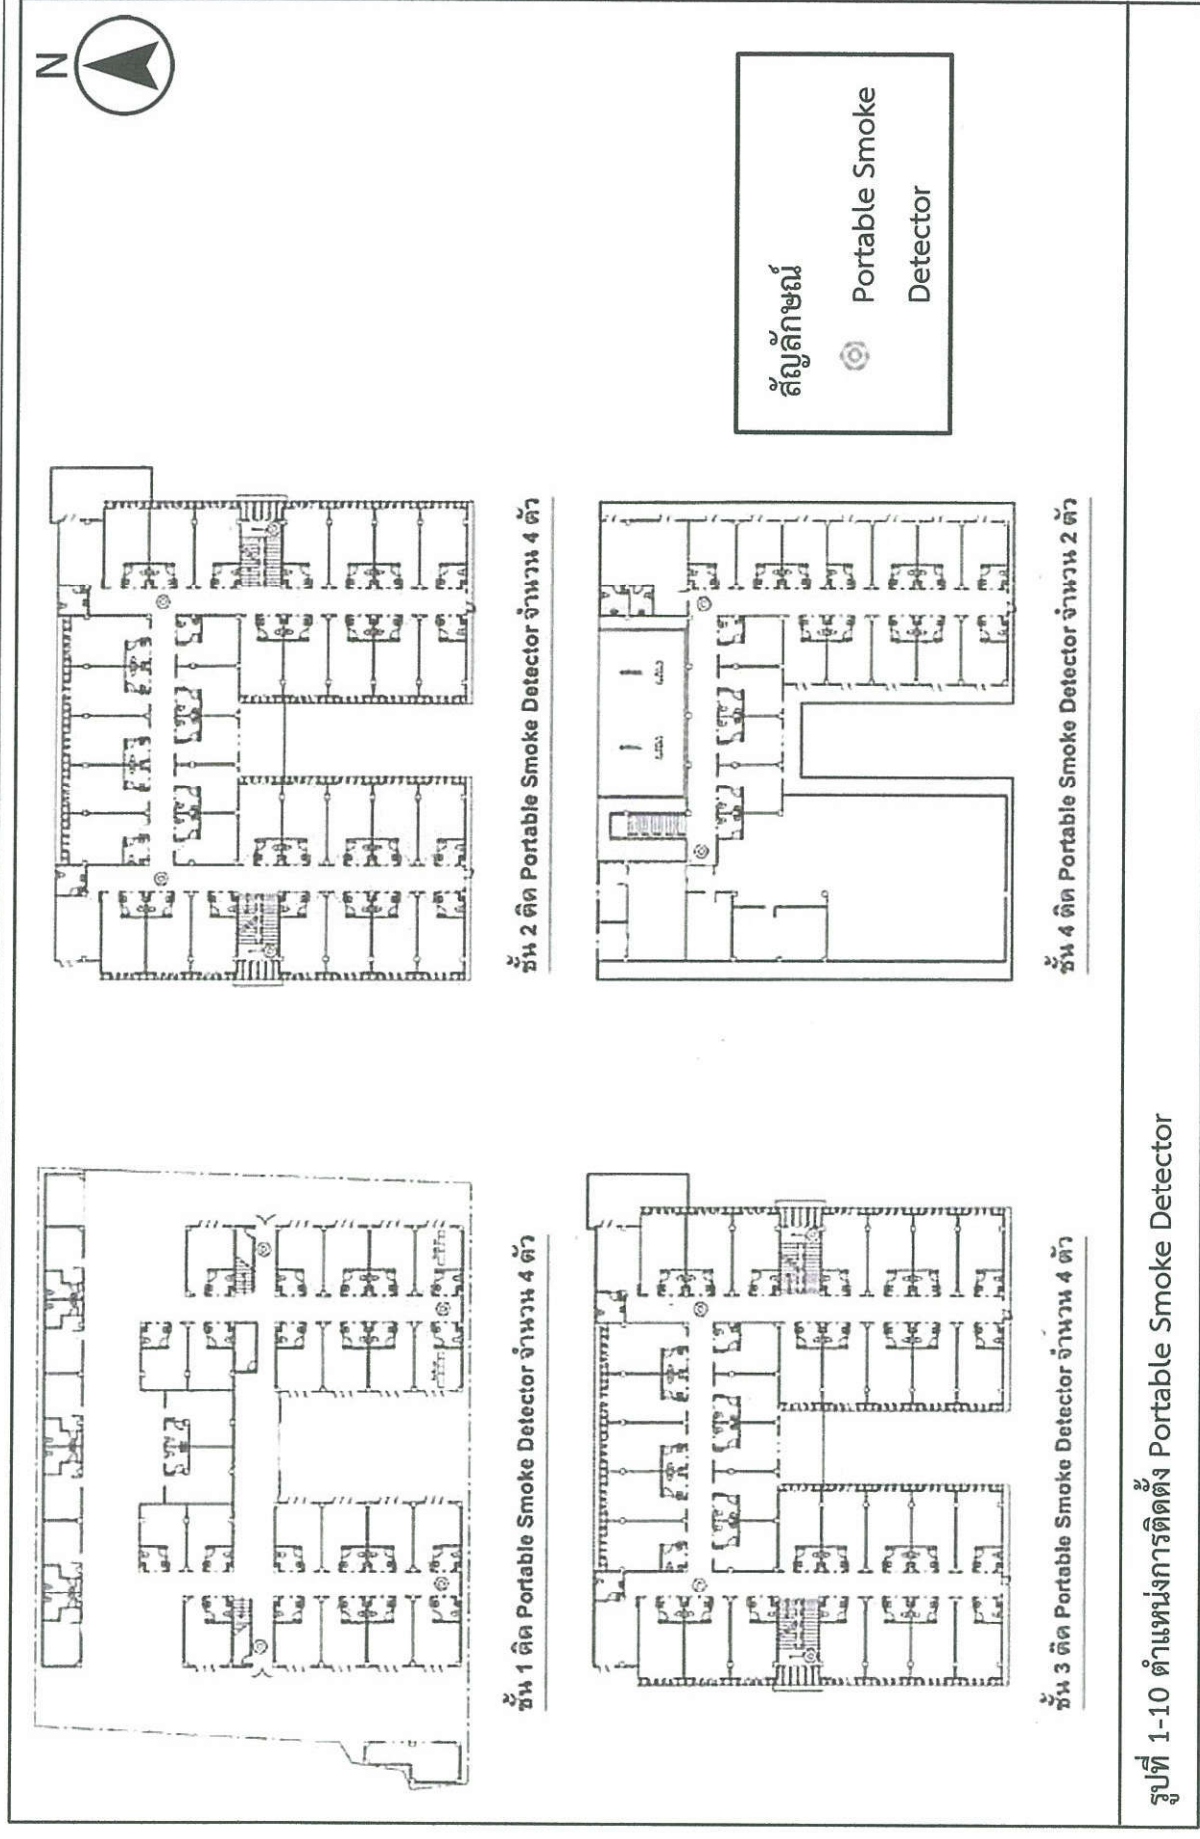 N
ชั้น 1 ติด Portable Smoke Detector จำนวน 4 ตัว
ชั้น 2 ติด Portable Smoke Detector จำนวน 4 ตัว
ชั้น 3 ติด Portable Smoke Detector จำนวน 4 ตัว
ชั้น 4 ติด Portable Smoke Detector จำนวน 2 ตัว
สัญลักษณ์
Portable Smoke
Detector
รูปที่ 1-10 ตำแหน่งการติดตั้ง Portable Smoke Detector